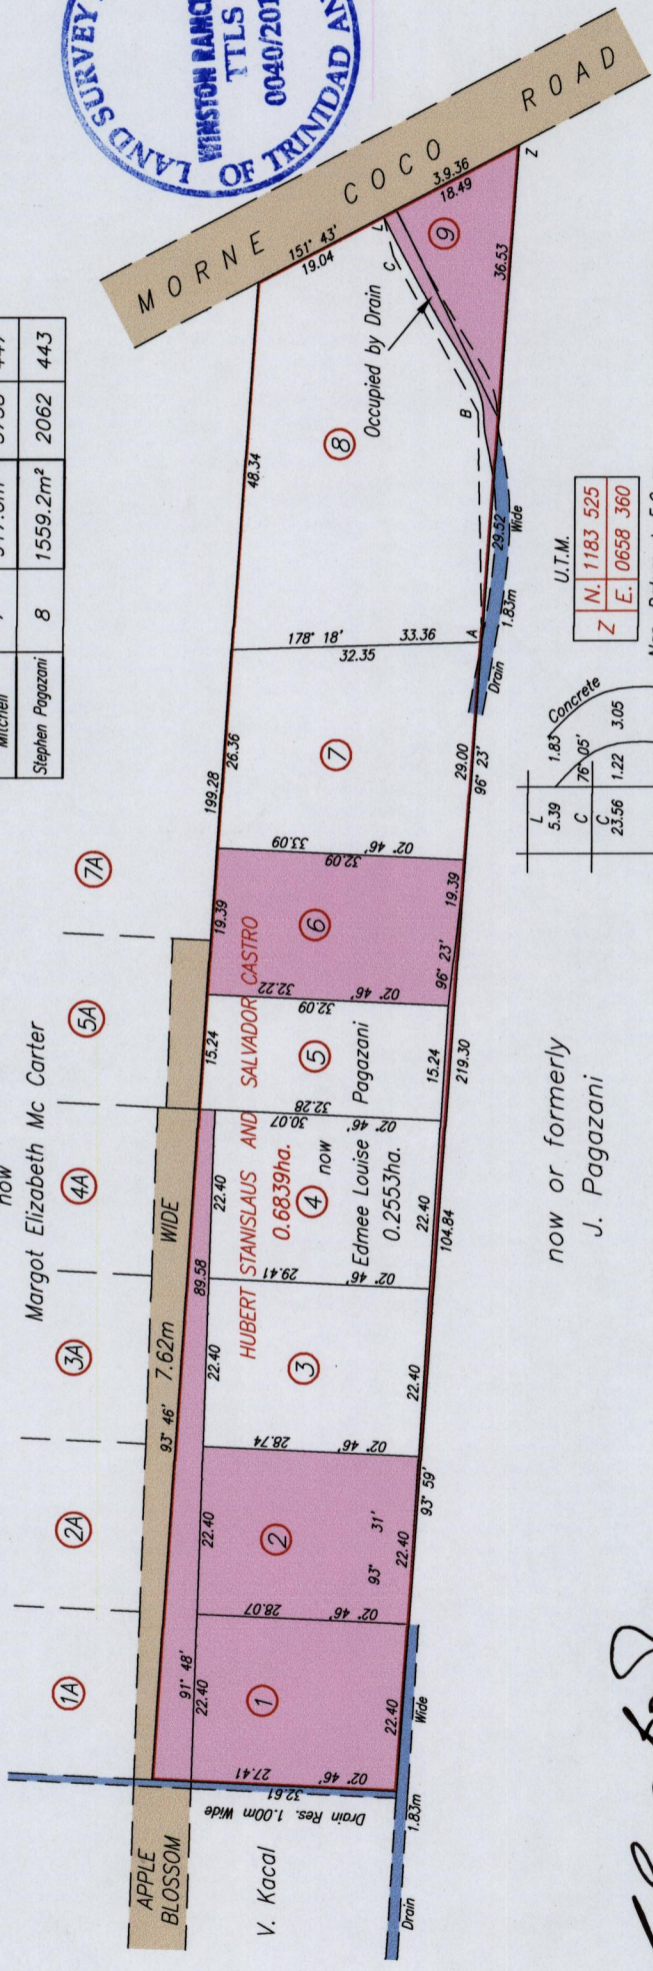 LAND SURVEY
WINSTON
TTLS
0040/201
OF TRINIDAD AN
Mitchell
Stephen Pagazani 8 1559.2m² 2062 443
MORNE COCO ROAD
151° 43'
19.04
3.9.36
18.49
Z
L
C
B
A
9
36.53
Occupied by Drain
8
48.34
29.52
Wide
1.83m
Drain
178° 18' 33.36
32.35
7
199.28
26.36
29.00
96° 23'
02° 46' 33.09
32.09
6
19.39
19.39
96° 23'
02° 46' 32.22
32.09
5
15.24
15.24
219.30
02° 46' 30.07
32.28
HUBERT STANISLAUS AND SALVADOR CASTRO
0.6839ha.
4
now
Edmee Louise Pagazani
0.2553ha.
22.40
22.40
104.84
02° 46' 29.41
3
22.40
22.40
02° 46' 28.74
2
22.40
22.40
93° 31'
93° 59'
02° 46' 28.07
1
91° 48'
22.40
22.40
02° 46' 27.41
32.61
Drain Res. 1.00m Wide
V. Kacal
Drain
1.83m
Wide
APPLE
BLOSSOM
93° 46' 7.62m WIDE
89.58
1A
2A
3A
4A
5A
7A
now
Margot Elizabeth Mc Carter
now or formerly
J. Pagazani
U.T.M.
Z N. 1183 525
E. 0658 360
L
5.39
C
C
23.56
1.83
76° 05'
1.22
3.05
Concrete